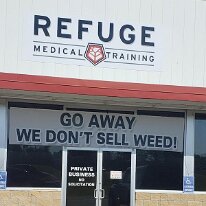 REFUGE
MEDICAL TRAINING
GO AWAY
WE DON'T SELL WEED!
PRIVATE
BUSINESS
NO
SOLICITATION